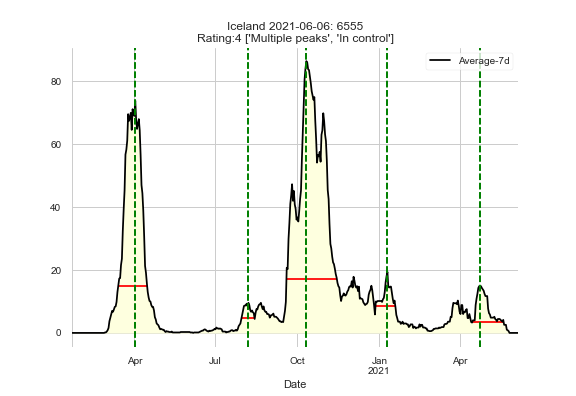 Iceland 2021-06-06: 6555
Rating:4 ['Multiple peaks', 'In control']
Average-7d
80
60
40
20
0
Apr
Jul
Oct
Jan
2021
Apr
Date